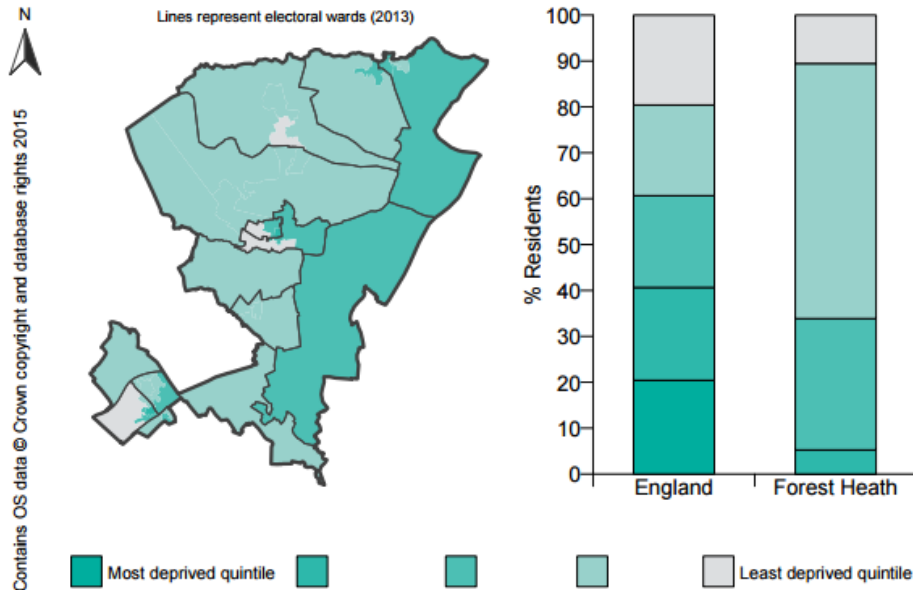 N
Lines represent electoral wards (2013)
Contains OS data © Crown copyright and database rights 2015
% Residents
100
90
80
70
60
50
40
30
20
10
0
England
Forest Heath
Most deprived quintile
Least deprived quintile